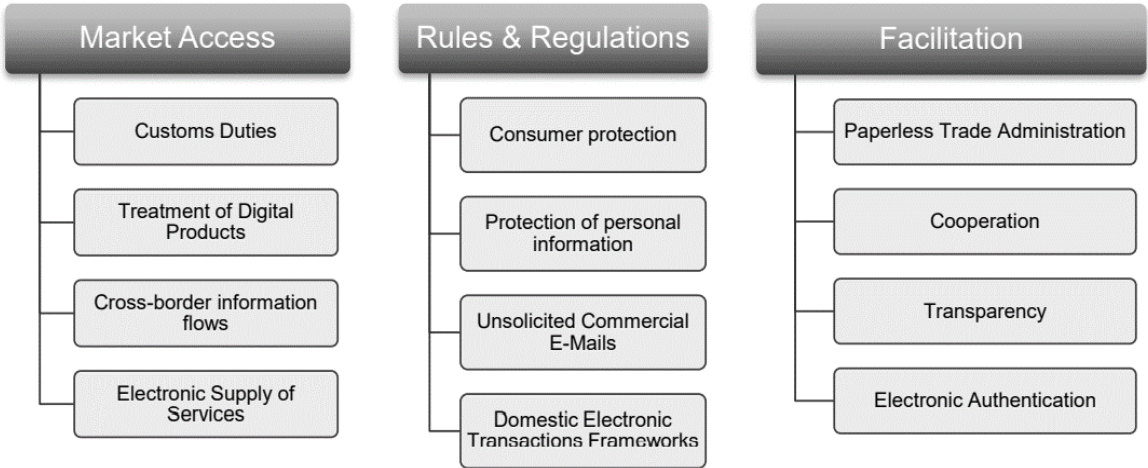 Market Access
Customs Duties
Treatment of Digital
Products
Cross-border information
flows
Electronic Supply of
Services
Rules & Regulations
Consumer protection
Protection of personal
information
Unsolicited Commercial
E-Mails
Domestic Electronic
Transactions Frameworks
Facilitation
Paperless Trade Administration
Cooperation
Transparency
Electronic Authentication